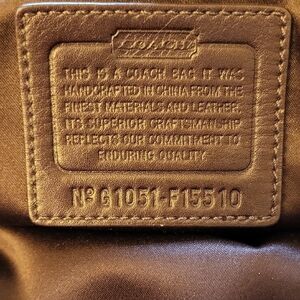 COACH
THIS IS A COACH BAG. IT WAS
HANDCRAFTED IN CHINA FROM THE
FINEST MATERIALS AND LEATHER.
ITS SUPERIOR CRAFTSMANSHIP
REFLECTS OUR COMMITMENT TO
ENDURING QUALITY.
Nº G1051-F15510